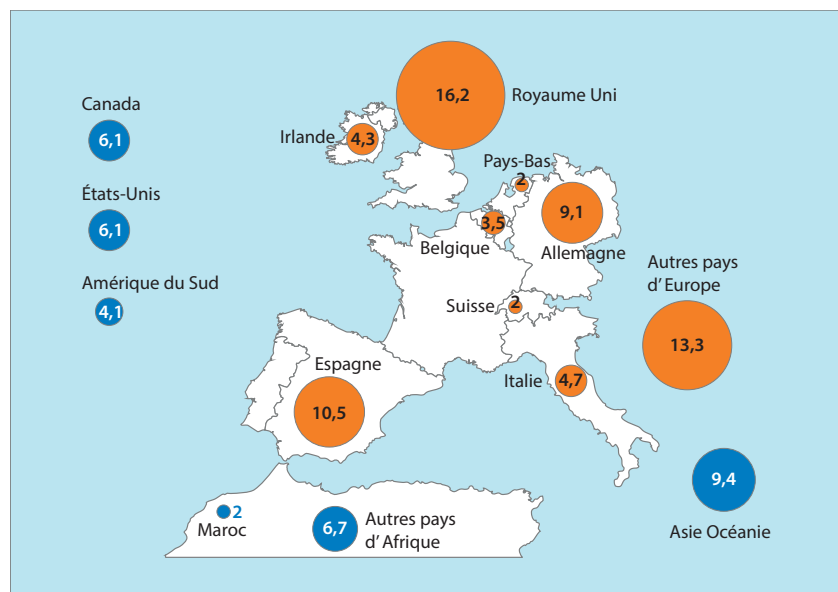 16,2
Royaume Uni
Canada
6,1
Irlande
4,3
Pays-Bas
2
États-Unis
6,1
3,5
9,1
Belgique
Allemagne
Autres pays
d’Europe
Amérique du Sud
4,1
Suisse
2
13,3
Espagne
Italie
4,7
10,5
9,4
2
Maroc
6,7
Autres pays
d’Afrique
Asie Océanie